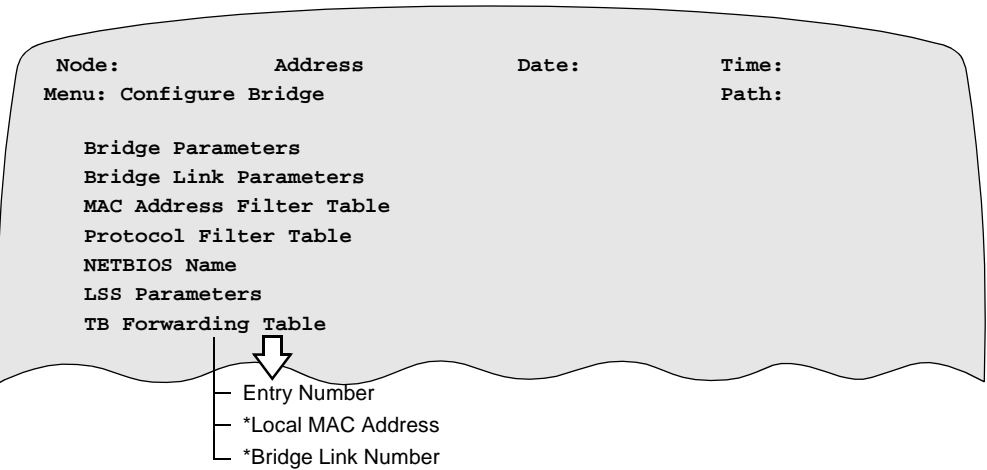 Node: Address Date: Time:
Menu: Configure Bridge Path:
Bridge Parameters
Bridge Link Parameters
MAC Address Filter Table
Protocol Filter Table
NETBIOS Name
LSS Parameters
TB Forwarding Table
Entry Number
*Local MAC Address
*Bridge Link Number